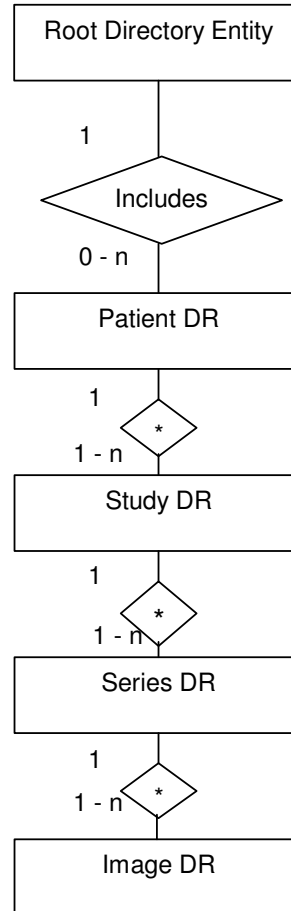 Root Directory Entity
1
Includes
0 - n
Patient DR
1
*
1 - n
Study DR
1
*
1 - n
Series DR
1
*
1 - n
Image DR